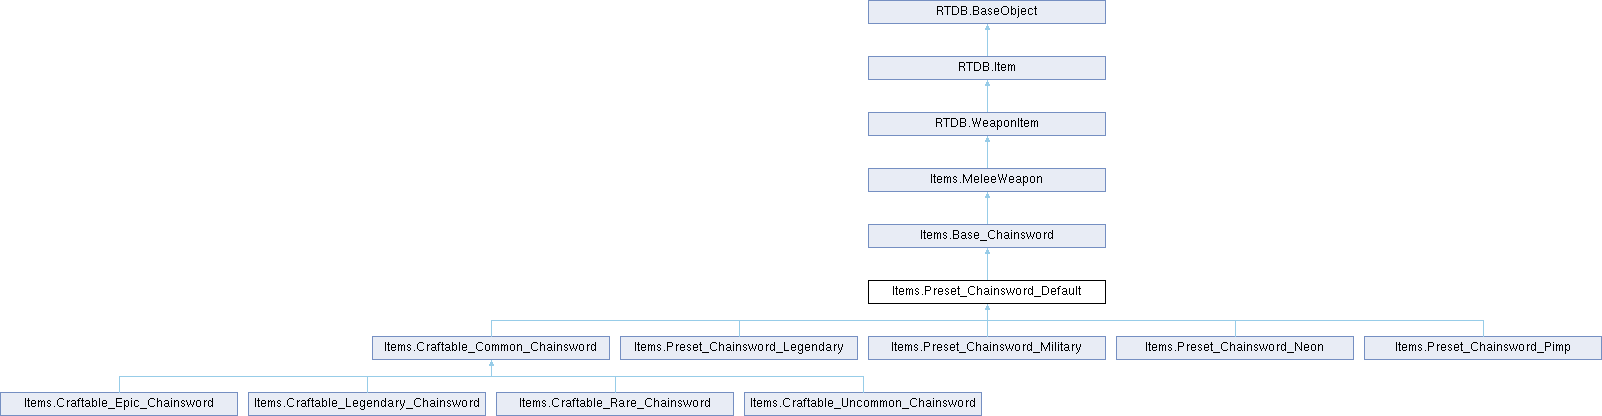 RTDB.BaseObject
RTDB.Item
RTDB.WeaponItem
Items.MeleeWeapon
Items.Base_Chainsword
Items.Preset_Chainsword_Default
Items.Craftable_Common_Chainsword
Items.Preset_Chainsword_Legendary
Items.Preset_Chainsword_Military
Items.Preset_Chainsword_Neon
Items.Preset_Chainsword_Pimp
Items.Craftable_Epic_Chainsword
Items.Craftable_Legendary_Chainsword
Items.Craftable_Rare_Chainsword
Items.Craftable_Uncommon_Chainsword